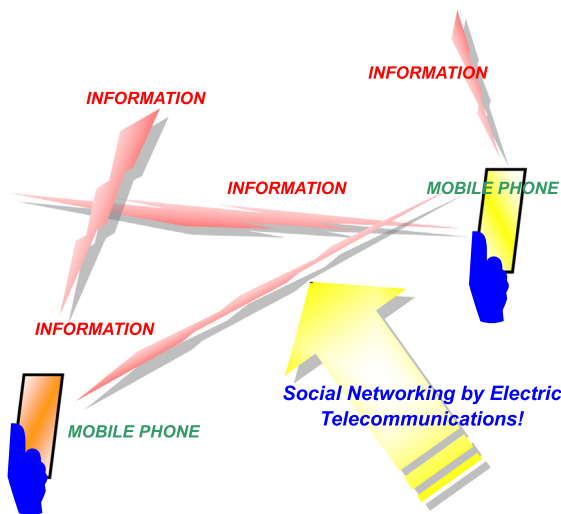 INFORMATION
INFORMATION
INFORMATION
MOBILE PHONE
INFORMATION
Social Networking by Electric
Telecommunications!
MOBILE PHONE